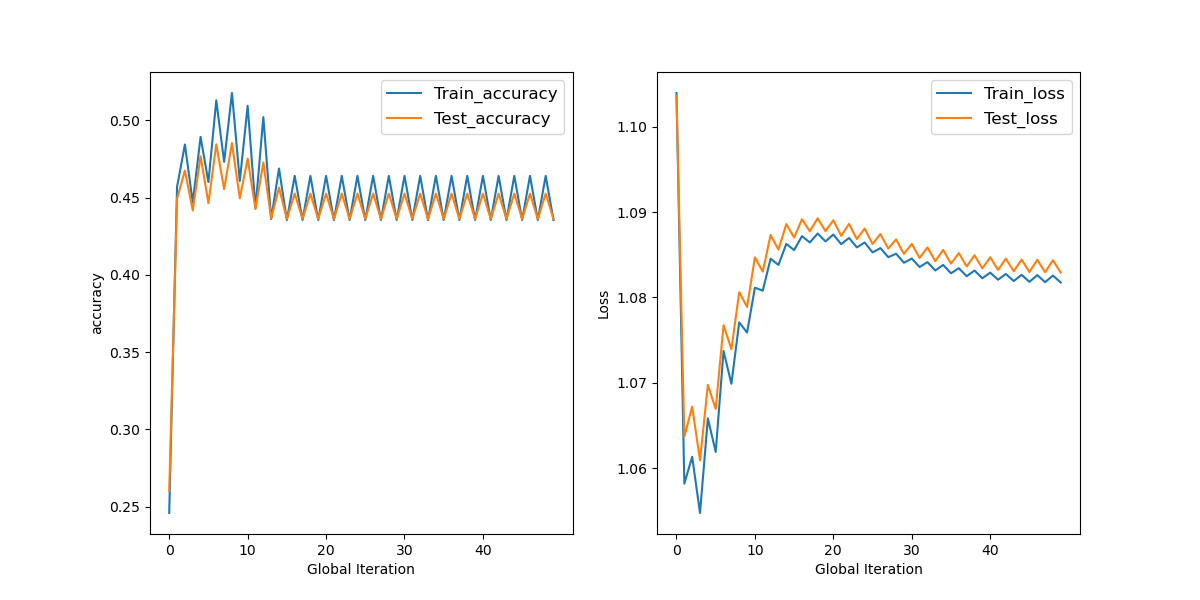 Train_accuracy
Test_accuracy
accuracy
0.50
0.45
0.40
0.35
0.30
0.25
0
10
20
30
40
Global Iteration
Train_loss
Test_loss
Loss
1.10
1.09
1.08
1.07
1.06
0
10
20
30
40
Global Iteration